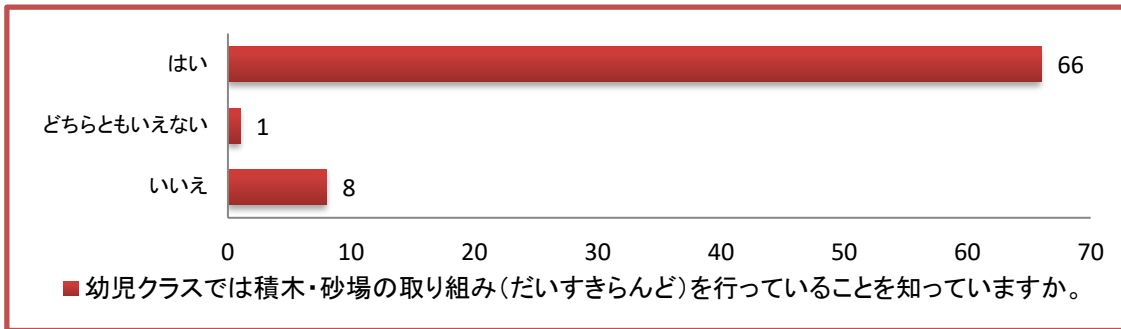 はい 66
どちらともいえない 1
いいえ 8
0 10 20 30 40 50 60 70
幼児クラスでは積木・砂場の取り組み(だいすきらんど)を行っていることを知っていますか。